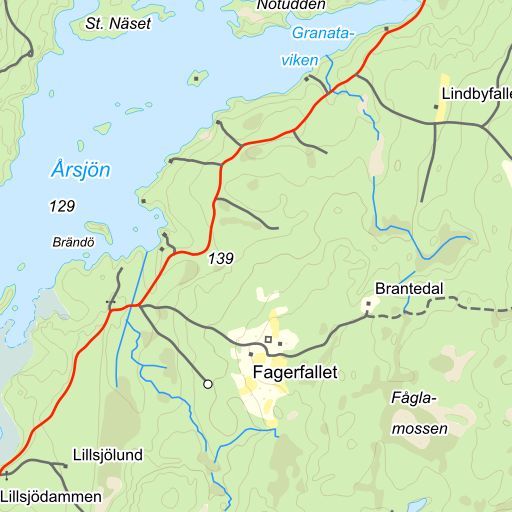 Notudden
St. Näset
Granata-
viken
Lindbyfalle
Årsjön
129
Brändö
139
Brantedal
Fagerfallet
Fågla-
mossen
Lillsjölund
Lillsjödammen